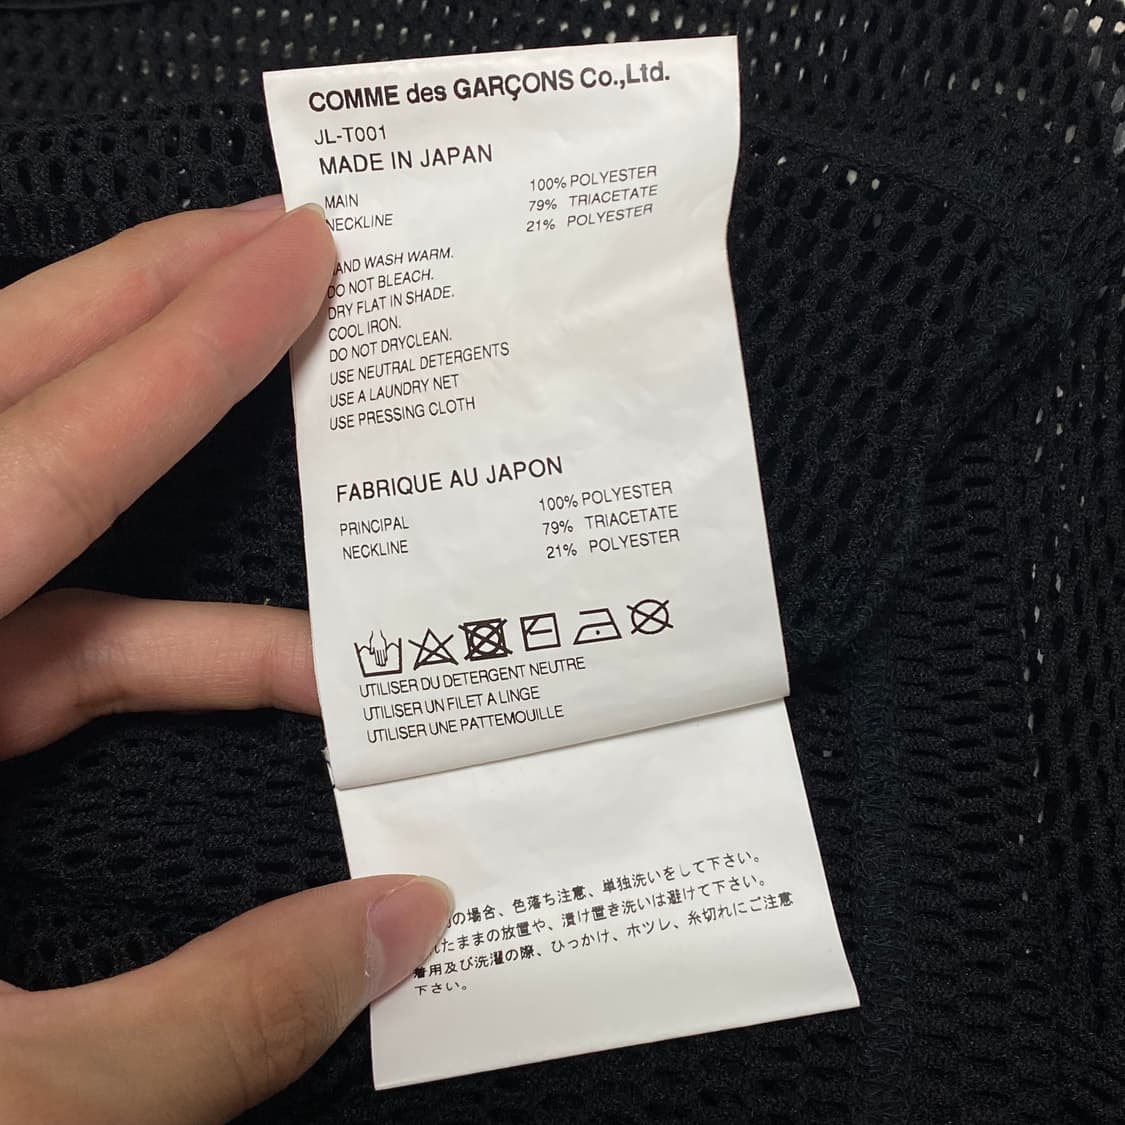 COMME des GARÇONS Co.,Ltd.
JL-T001
MADE IN JAPAN
MAIN 100% POLYESTER
NECKLINE 79% TRIACETATE
21% POLYESTER
WASH WARM.
DO NOT BLEACH.
DRY FLAT IN SHADE.
COOL IRON.
DO NOT DRYCLEAN.
USE NEUTRAL DETERGENTS
USE A LAUNDRY NET
USE PRESSING CLOTH
FABRIQUE AU JAPON
PRINCIPAL 100% POLYESTER
NECKLINE 79% TRIACETATE
21% POLYESTER
UTILISER DU DETERGENT NEUTRE
UTILISER UN FILET A LINGE
UTILISER UNE PATTEMOUILLE
の場合、色落ち注意、単独洗いをして下さい。
たままの放置や、漬け置き洗いは避けて下さい。
着用及び洗濯の際、ひっかけ、ホツレ、糸切れにご注意
下さい。